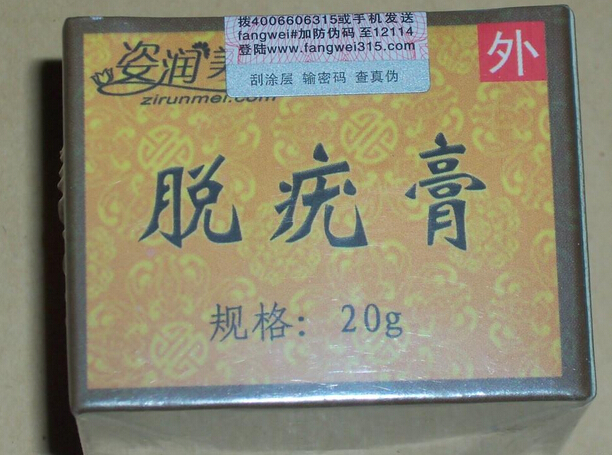 拨4006606315或手机发送
fangwei#加防伪码 至12114
登陆www.fangwei315.com
刮涂层 输密码 查真伪
外
姿润美
zirunmei.com
脱疣膏
规格: 20g